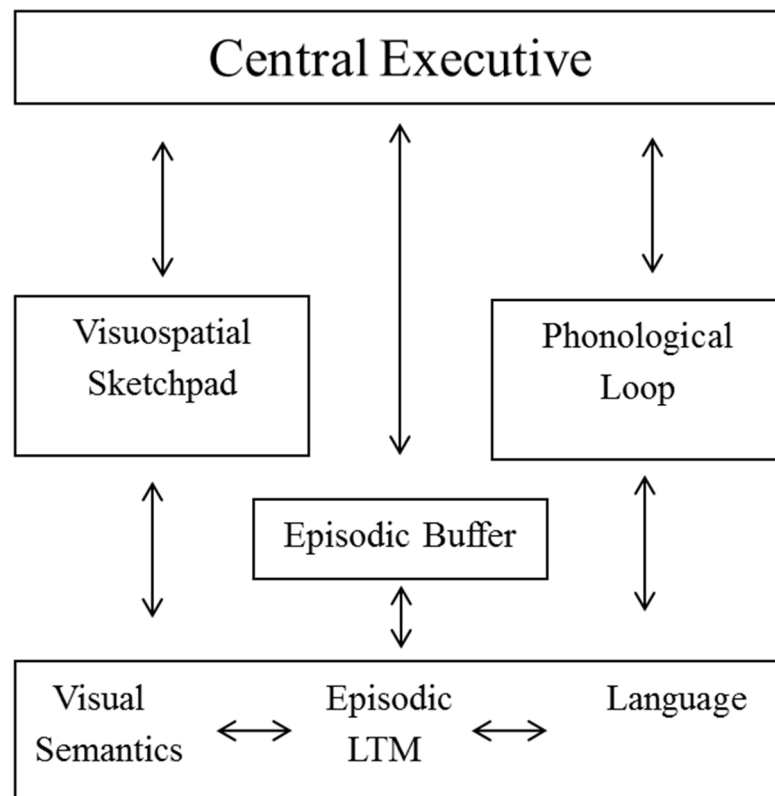 Central Executive
Visuospatial
Sketchpad
Phonological
Loop
Episodic Buffer
Visual
Semantics
Episodic
LTM
Language